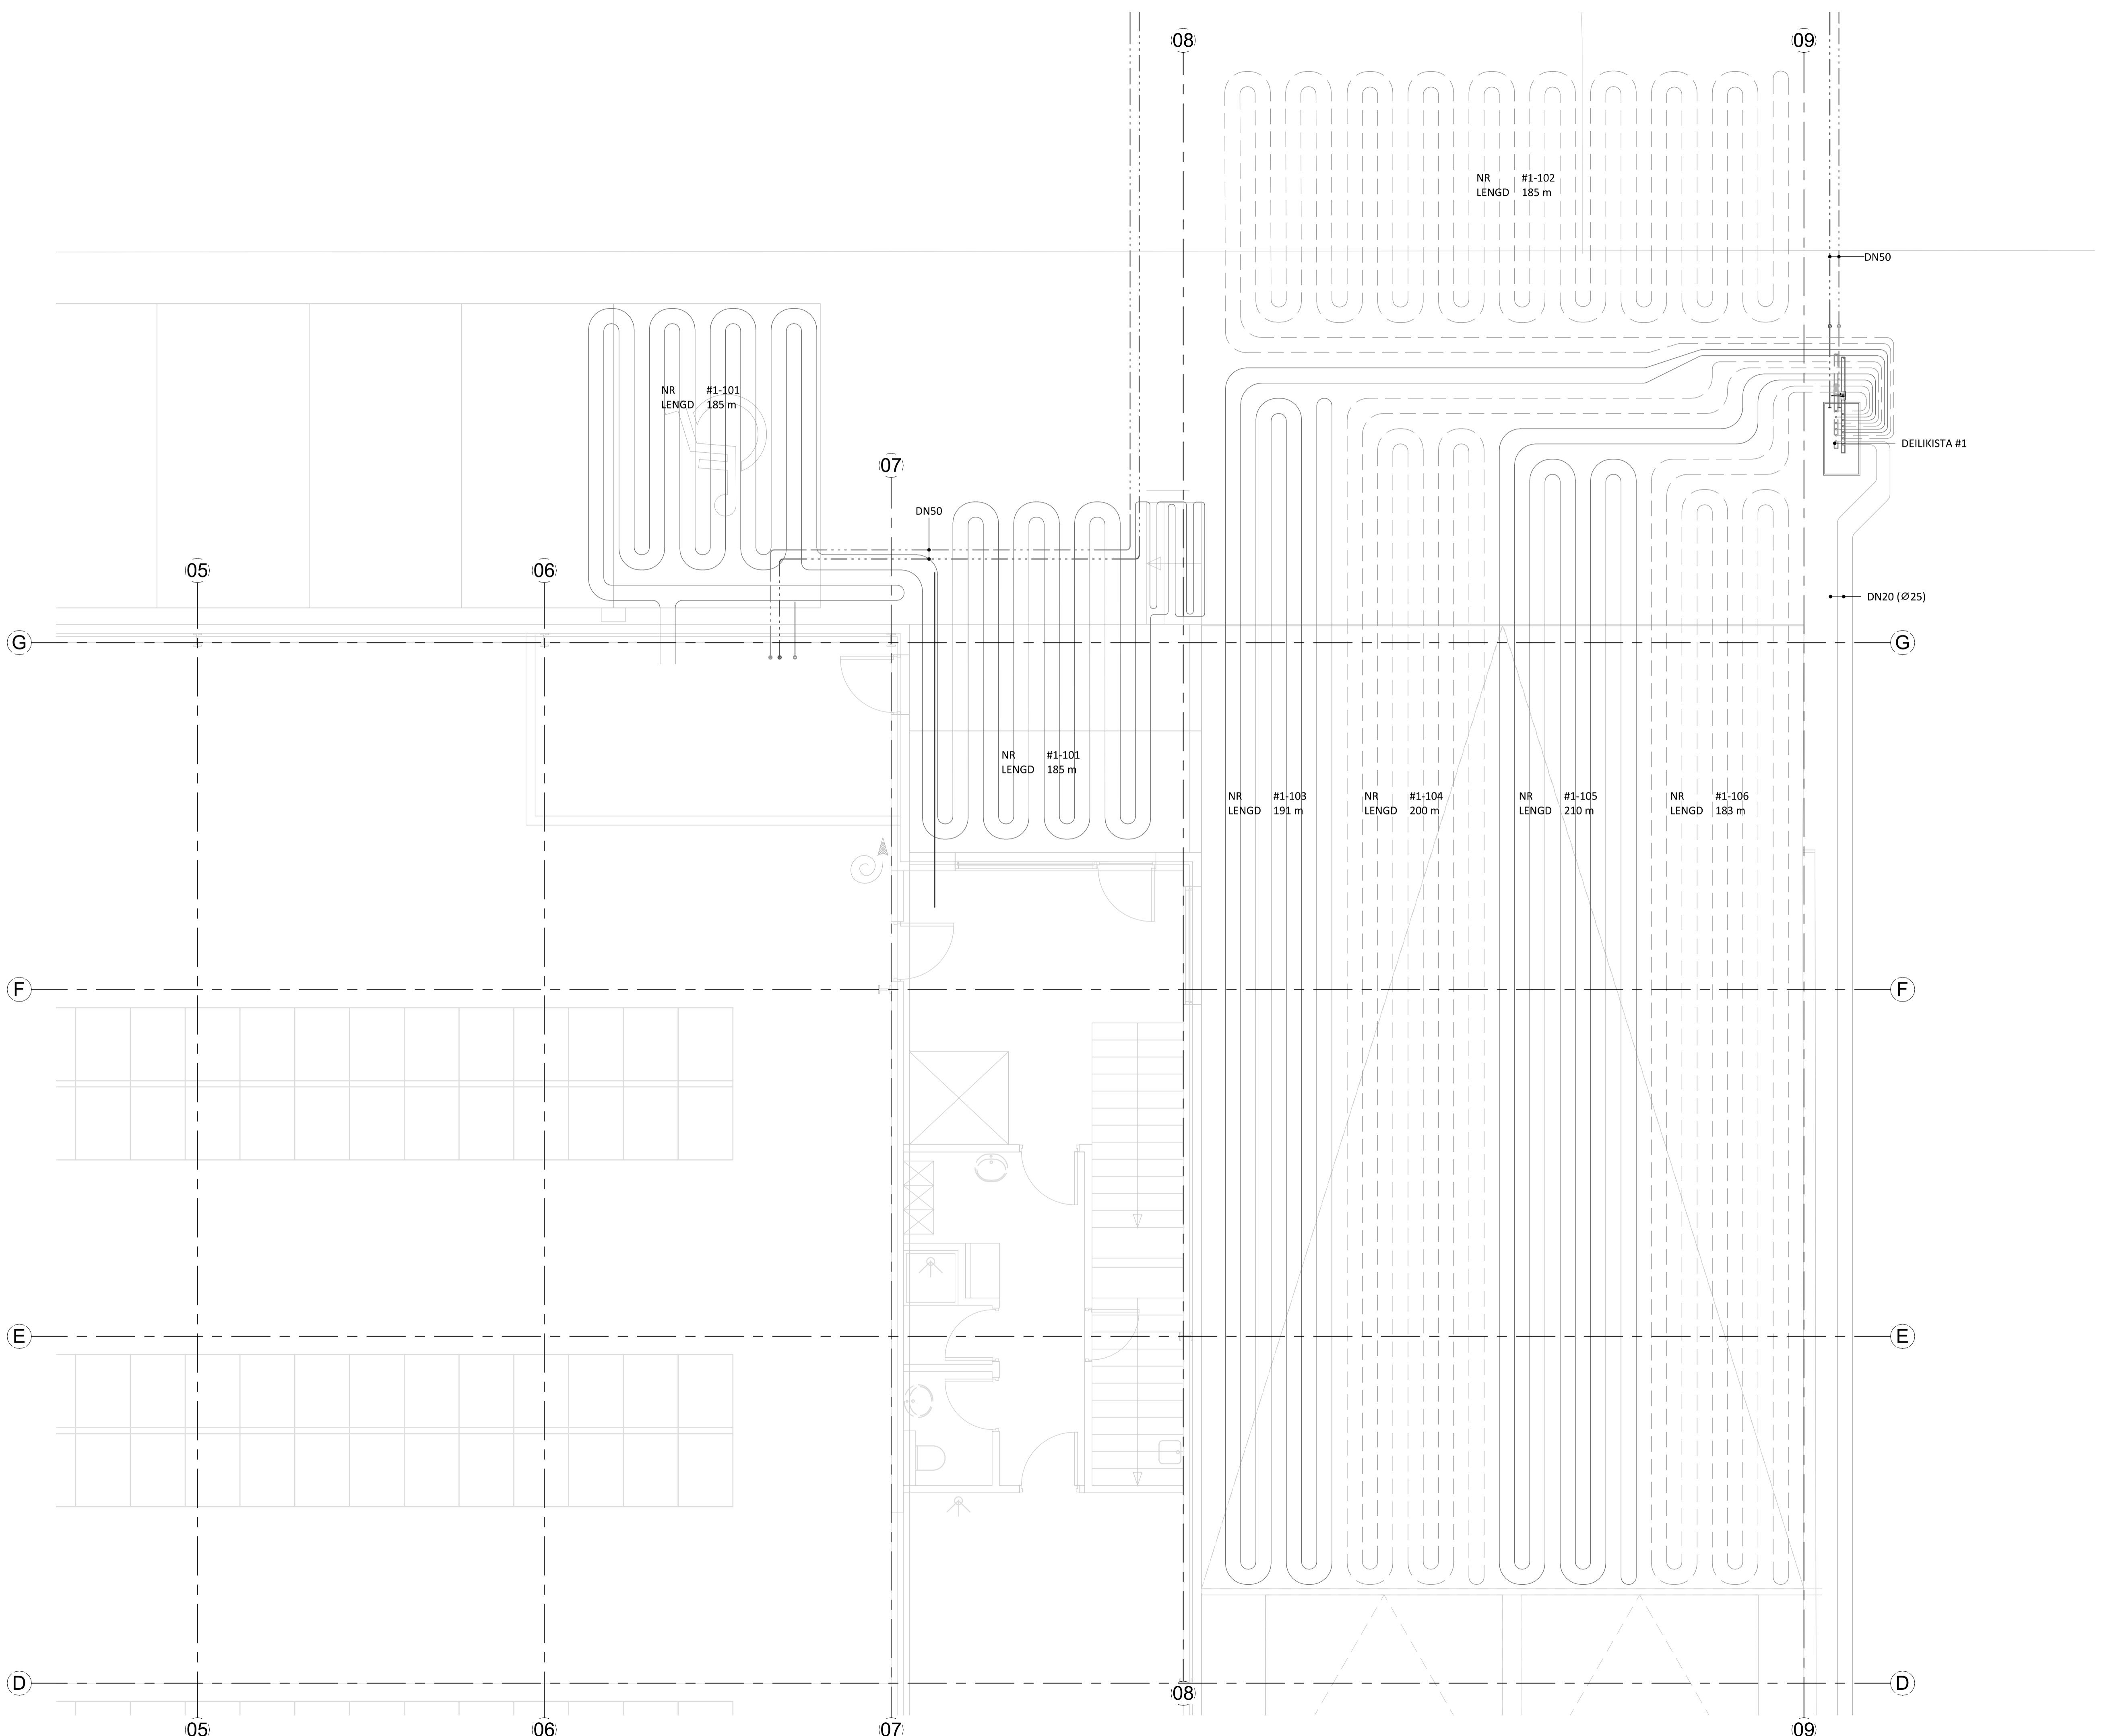 08
09
NR #1-102
LENGD 185 m
DN50
NR #1-101
LENGD 185 m
DEILIKISTA #1
07
DN50
05
06
DN20 (Ø25)
G
G
NR #1-101
LENGD 185 m
NR #1-103
LENGD 191 m
NR #1-104
LENGD 200 m
NR #1-105
LENGD 210 m
NR #1-106
LENGD 183 m
F
F
E
E
D
D
08
05
06
07
09